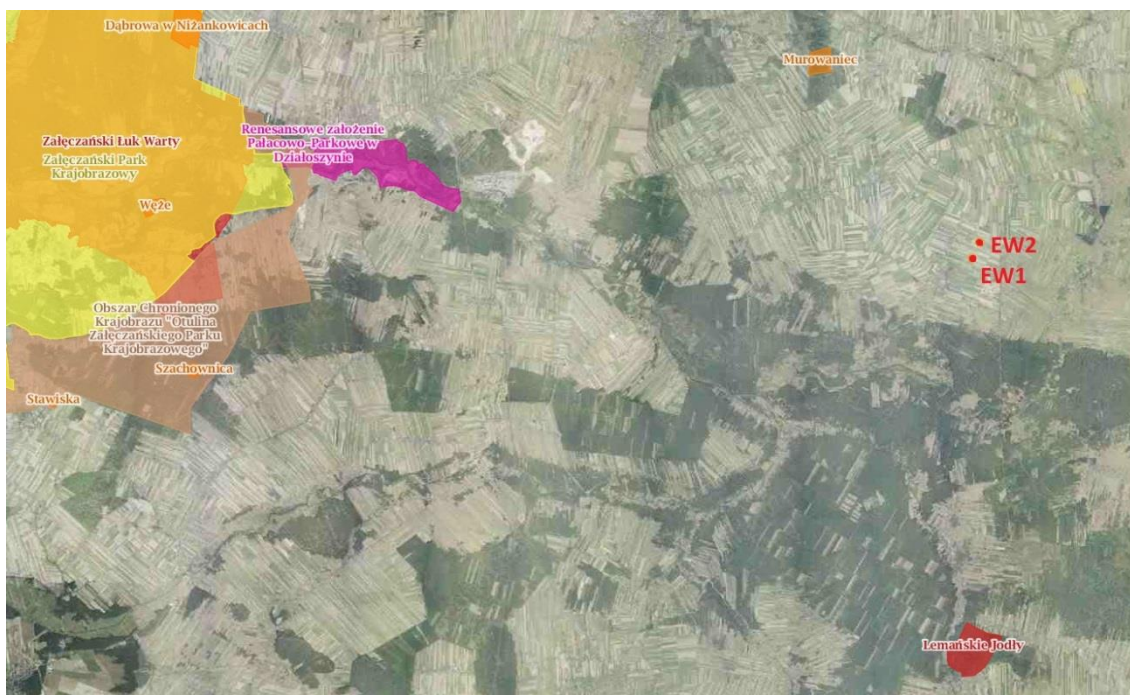 Dąbrowa w Niżankowicach
Murowaniec
Renesansowe założenie
Pałacowo-Parkowe w
Działoszynie
Załęczański Łuk Warty
Załęczański Park
Krajobrazowy
Węże
EW2
EW1
Obszar Chronionego
Krajobrazu "Otulina
Załęczańskiego Parku
Krajobrazowego"
Szachownica
Stawiska
Łemańskie Jodły